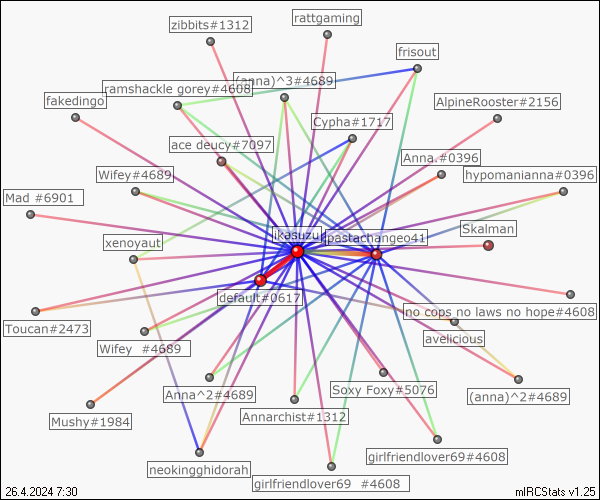 rattgaming
zibbits#1312
frisout
(anna)^3#4689
ramshackle gorey#4608
fakedingo
AlpineRooster#2156
Cypha#1717
ace deucy#7097
Anna.#0396
Wifey#4689
hypomanianna#0396
Mad #6901
Skalman
ikasuzu
pastachangeo41
xenoyaut
default#0617
no cops no laws no hope#4608
Toucan#2473
avelicious
Wifey #4689
Soxy Foxy#5076
Anna^2#4689
(anna)^2#4689
Annarchist#1312
Mushy#1984
girlfriendlover69#4608
neokingghidorah
girlfriendlover69 #4608
26.4.2024 7:30
mIRCStats v1.25